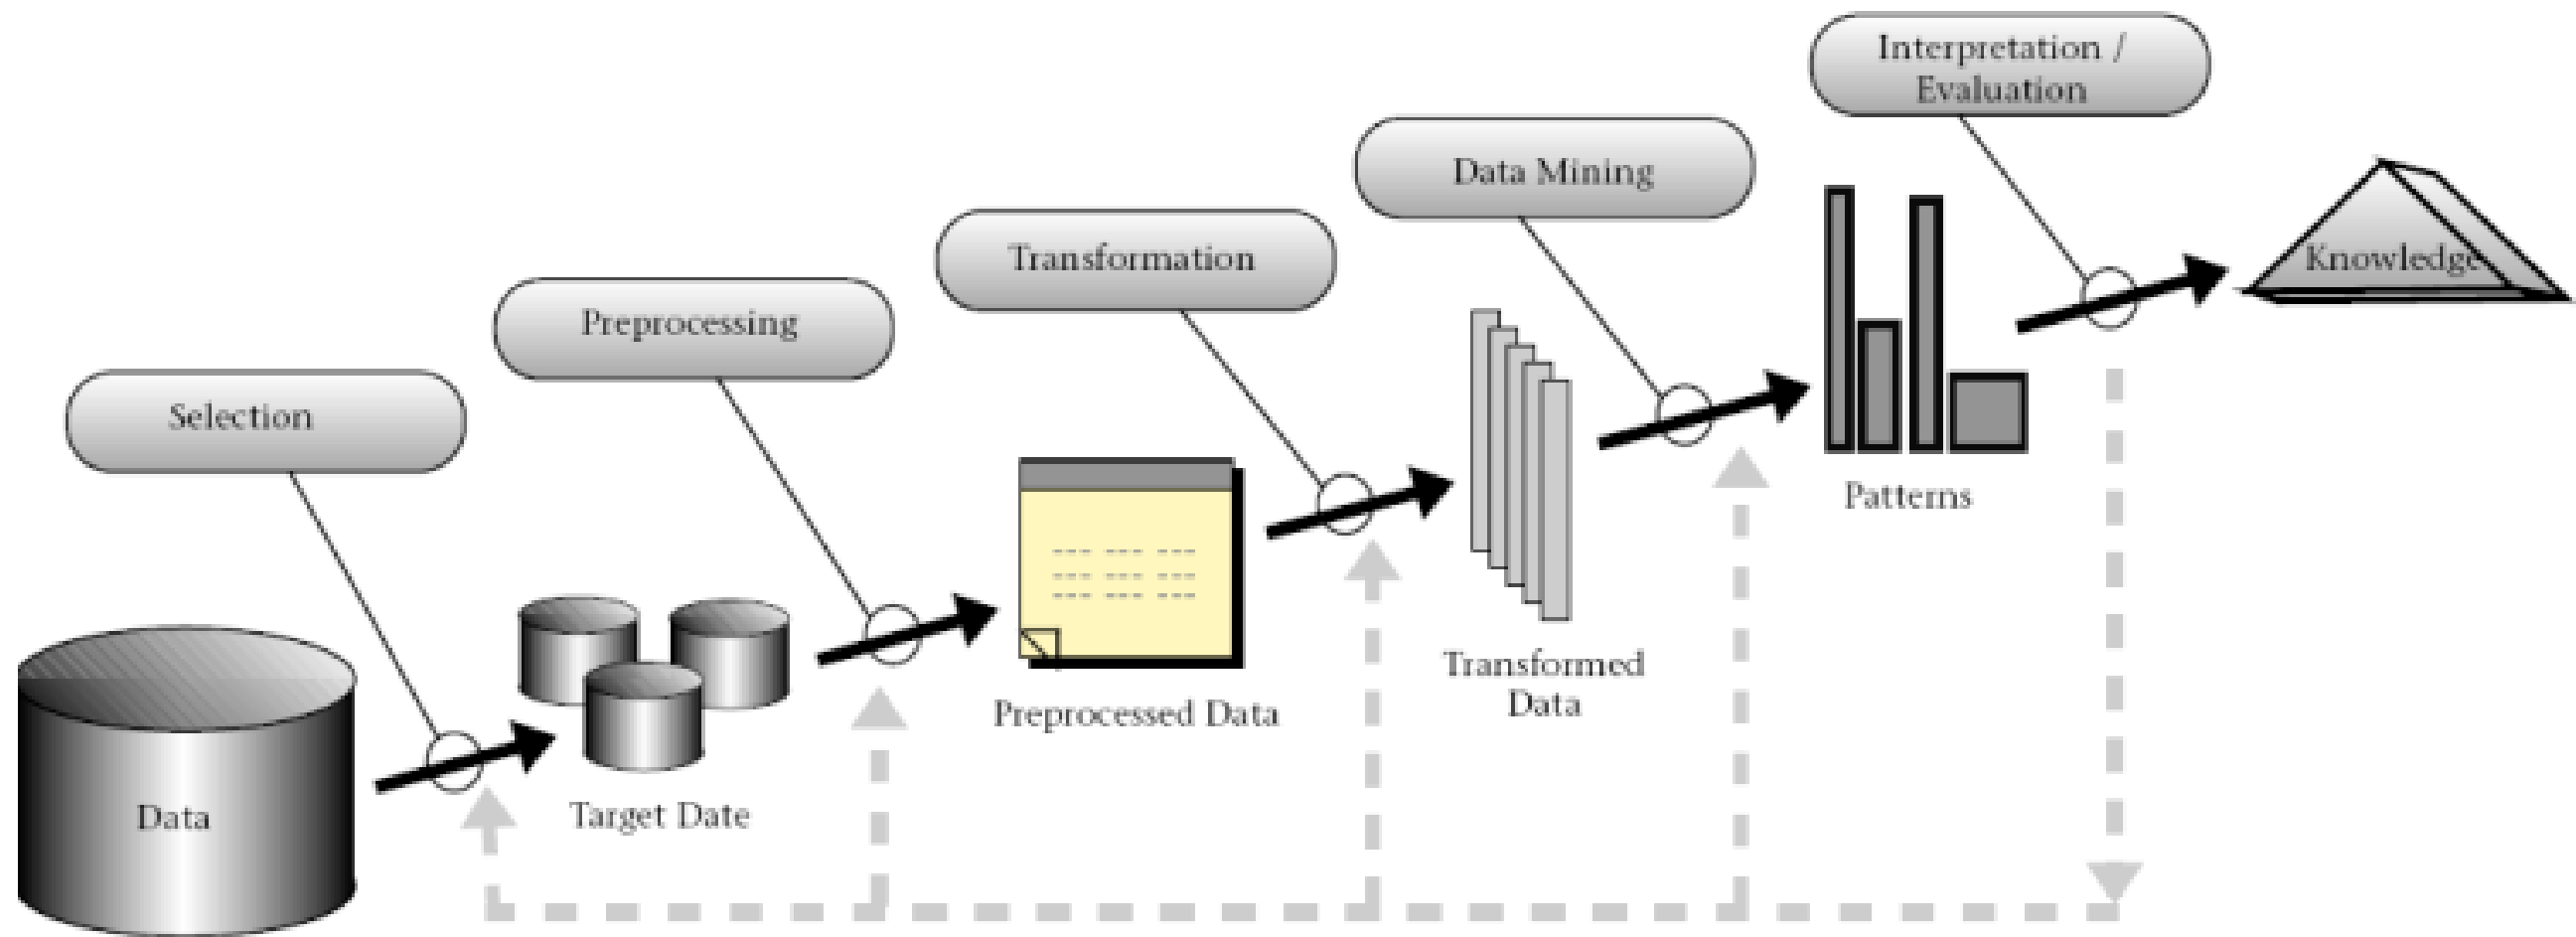 Interpretation /
Evaluation
Data Mining
Transformation
Knowledge
Preprocessing
Selection
Patterns
Transformed
Data
Preprocessed Data
Target Date
Data